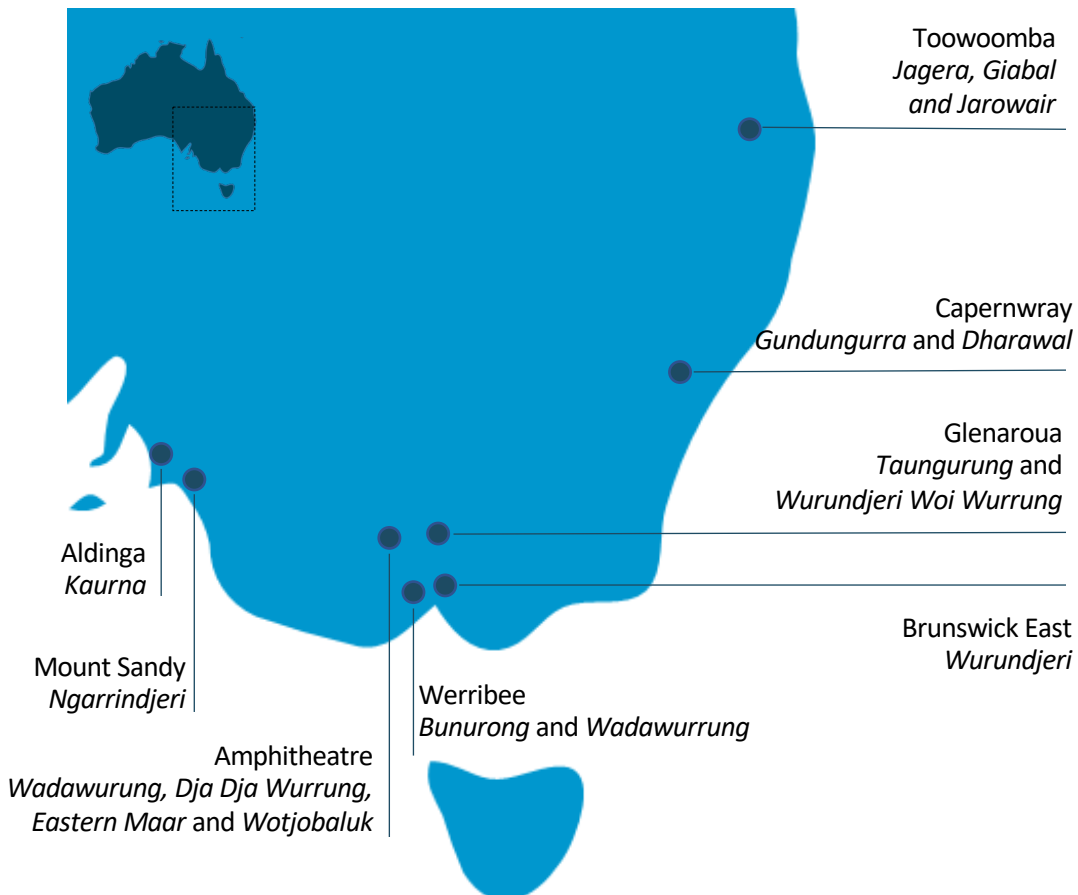 Toowoomba
Jagera, Giabal
and Jarowair
Capernwray
Gundungurra and Dharawal
Glenaroua
Taungurung and
Wurundjeri Woi Wurrung
Aldinga
Kaurna
Brunswick East
Wurundjeri
Mount Sandy
Ngarrindjeri
Werribee
Bunurong and Wadawurrung
Amphitheatre
Wadawurung, Dja Dja Wurrung,
Eastern Maar and Wotjobaluk